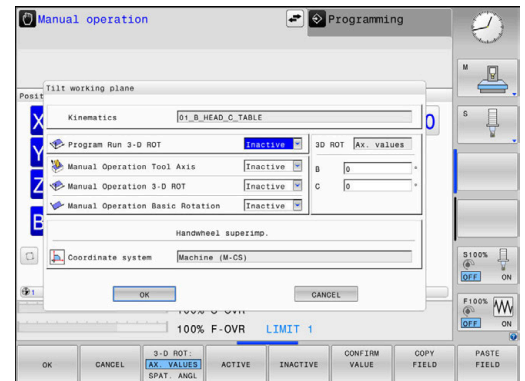 Manual operation
Programming
Posit
Tilt working plane
M
Kinematics
01_B_HEAD_C_TABLE
X
0
S
Program Run 3-D ROT
Inactive
3D ROT
Ax. values
Y
Manual Operation Tool Axis
Inactive
B
0
°
Z
Manual Operation 3-D ROT
Inactive
C
0
°
Manual Operation Basic Rotation
Inactive
B
Handwheel superimp.
Coordinate system
Machine (M-CS)
S100%
OFF
ON
1
OK
CANCEL
F100%
OFF
ON
100% F-OVR
LIMIT 1
OK
CANCEL
3-D ROT:
AX. VALUES
SPAT. ANGL
ACTIVE
INACTIVE
CONFIRM
VALUE
COPY
FIELD
PASTE
FIELD